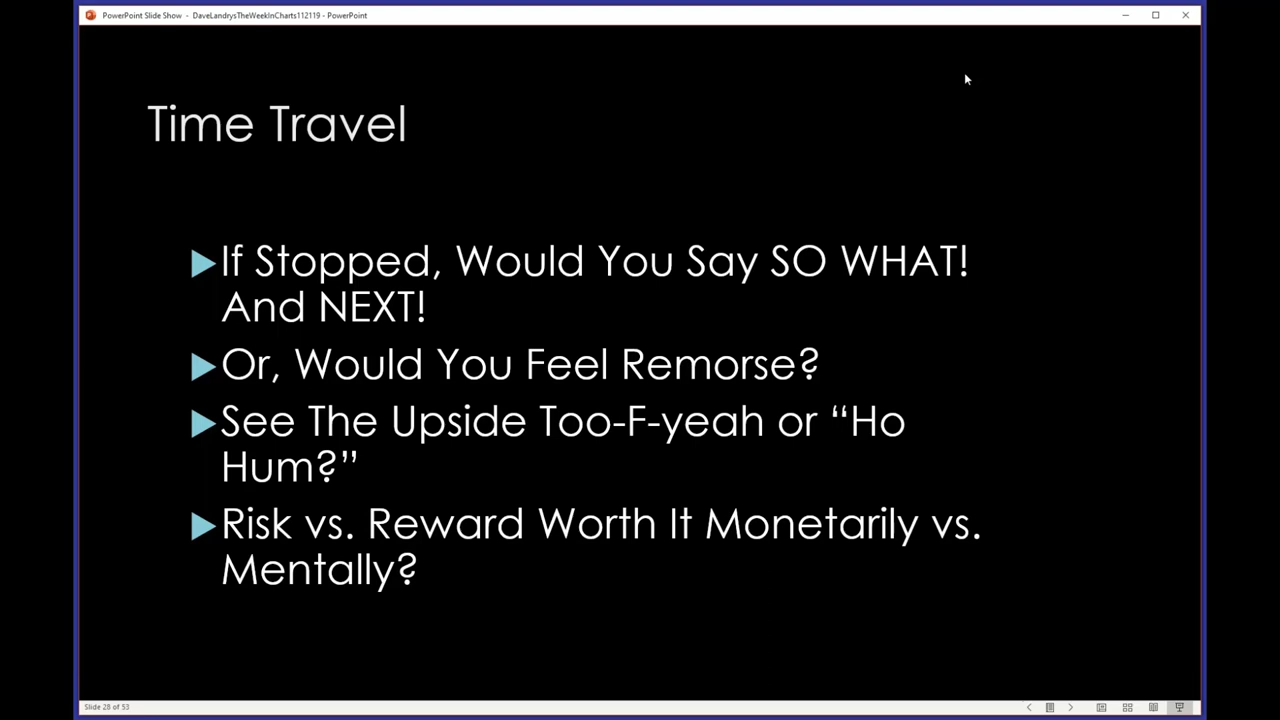 PowerPoint Slide Show - DaveLandrysTheWeekInCharts112119 - PowerPoint
Time Travel
If Stopped, Would You Say SO WHAT!
And NEXT!
Or, Would You Feel Remorse?
See The Upside Too-F-yeah or “Ho
Hum?”
Risk vs. Reward Worth It Monetarily vs.
Mentally?
Slide 28 of 53